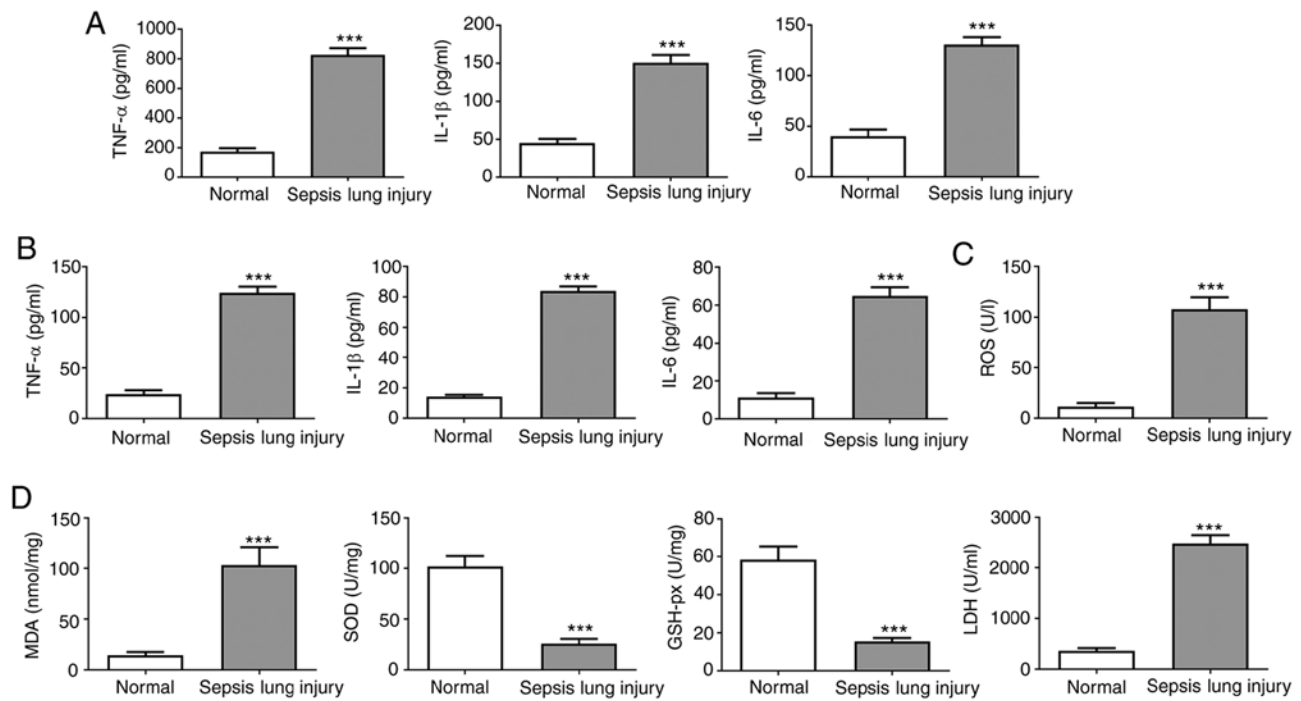 A
TNF-α (pg/ml)
1000
800
600
400
200
0
***
Normal
Sepsis lung injury
IL-1β (pg/ml)
200
150
100
50
0
***
Normal
Sepsis lung injury
IL-6 (pg/ml)
150
100
50
0
***
Normal
Sepsis lung injury
B
TNF-α (pg/ml)
150
100
50
0
***
Normal
Sepsis lung injury
IL-1β (pg/ml)
100
80
60
40
20
0
***
Normal
Sepsis lung injury
IL-6 (pg/ml)
80
60
40
20
0
***
Normal
Sepsis lung injury
C
ROS (U/l)
150
100
50
0
***
Normal
Sepsis lung injury
D
MDA (nmol/mg)
150
100
50
0
***
Normal
Sepsis lung injury
SOD (U/mg)
150
100
50
0
***
Normal
Sepsis lung injury
GSH-px (U/mg)
80
60
40
20
0
***
Normal
Sepsis lung injury
LDH (U/ml)
3000
2000
1000
0
***
Normal
Sepsis lung injury